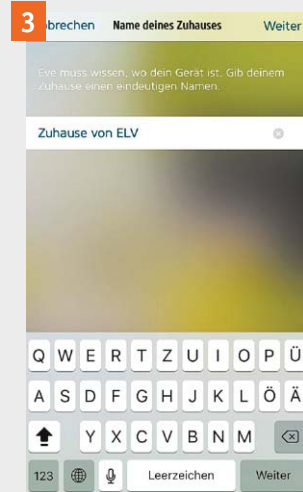 3
bbrechen Name deines Zuhauses Weiter
Eve muss wissen, wo dein Gerät ist. Gib deinem
Zuhause einen eindeutigen Namen.
Zuhause von ELV
Q W E R T Z U I O P Ü
A S D F G H J K L Ö Ä
Y X C V B N M
123 Leerzeichen Weiter